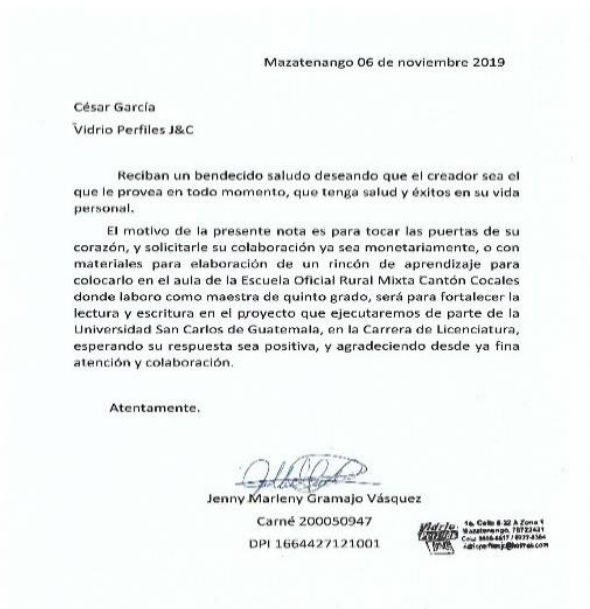 Mazatenango 06 de noviembre 2019
César García
Vidrio Perfiles J&C
Reciban un bendecido saludo deseando que el creador sea el
que le provea en todo momento, que tenga salud y éxitos en su vida
personal.
El motivo de la presente nota es para tocar las puertas de su
corazón, y solicitarle su colaboración ya sea monetariamente, o con
materiales para elaboración de un rincón de aprendizaje para
colocarlo en el aula de la Escuela Oficial Rural Mixta Cantón Cocales
donde laboro como maestra de quinto grado, será para fortalecer la
lectura y escritura en el proyecto que ejecutaremos de parte de la
Universidad San Carlos de Guatemala, en la Carrera de Licenciatura,
esperando su respuesta sea positiva, y agradeciendo desde ya fina
atención y colaboración.
Atentamente.
Jenny Marleny Gramajo Vásquez
Carné 200050947
DPI 1664427121001
Vidrio
Perfiles
Zona 1
Mazatenango,